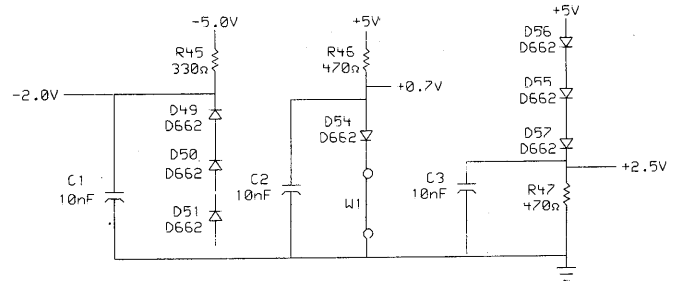 -5.0V
R45
330Ω
-2.0V
D49
D662
D50
D662
D51
D662
C1
10nF
+5V
R46
470Ω
+0.7V
D54
D662
C2
10nF
W1
+5V
D56
D662
D55
D662
D57
D662
+2.5V
C3
10nF
R47
470Ω